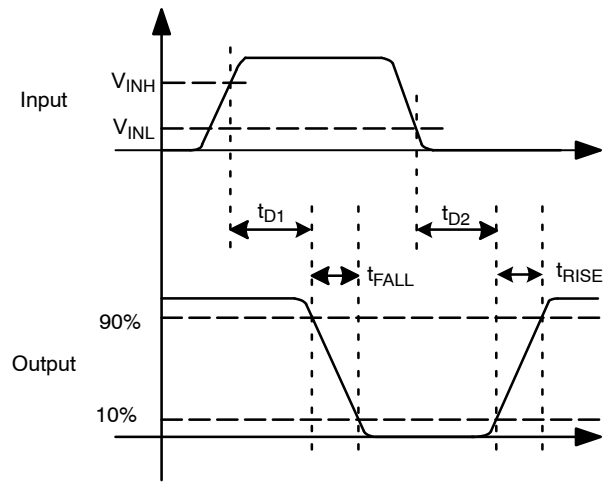 V_INH
Input
V_INL
t_D1
t_D2
t_FALL
t_RISE
90%
Output
10%